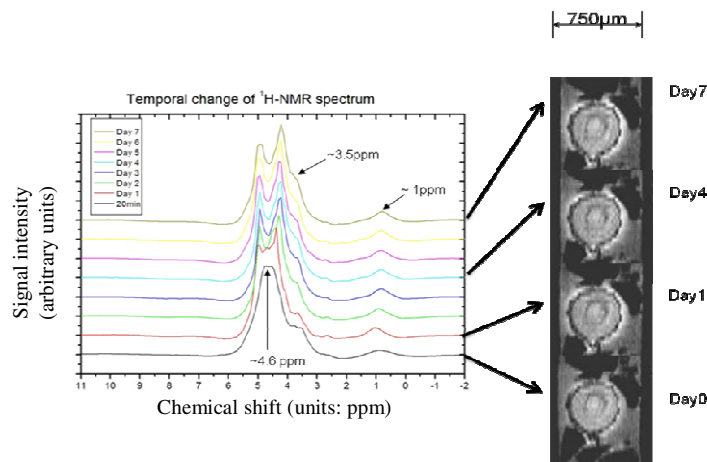 750µm
Temporal change of ¹H-NMR spectrum
Day 7
Day 6
Day 5
Day 4
Day 3
Day 2
Day 1
20min
~3.5ppm
~ 1ppm
~4.6 ppm
Signal intensity
(arbitrary units)
11 10 9 8 7 6 5 4 3 2 1 0 -1 -2
Chemical shift (units: ppm)
Day7
Day4
Day1
Day0